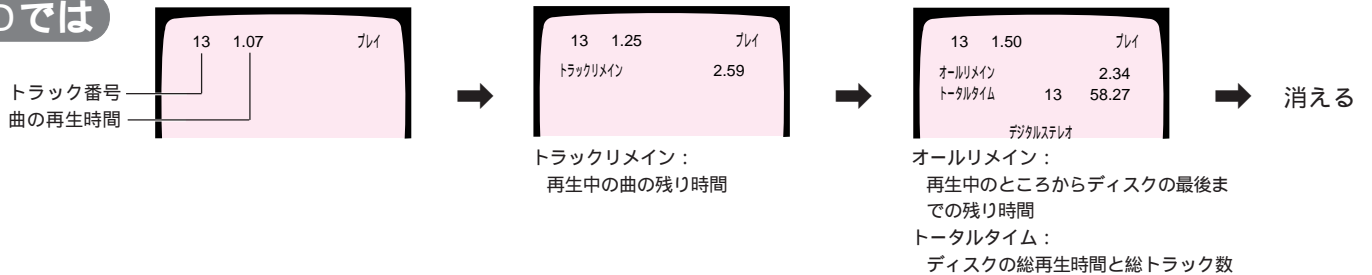 では
トラック番号
曲の再生時間
13 1.07 プレイ
13 1.25 プレイ
トラックリメイン 2.59
トラックリメイン：
再生中の曲の残り時間
13 1.50 プレイ
オールリメイン 2.34
トータルタイム 13 58.27
デジタルステレオ
オールリメイン：
再生中のところからディスクの最後ま
での残り時間
トータルタイム：
ディスクの総再生時間と総トラック数
消える